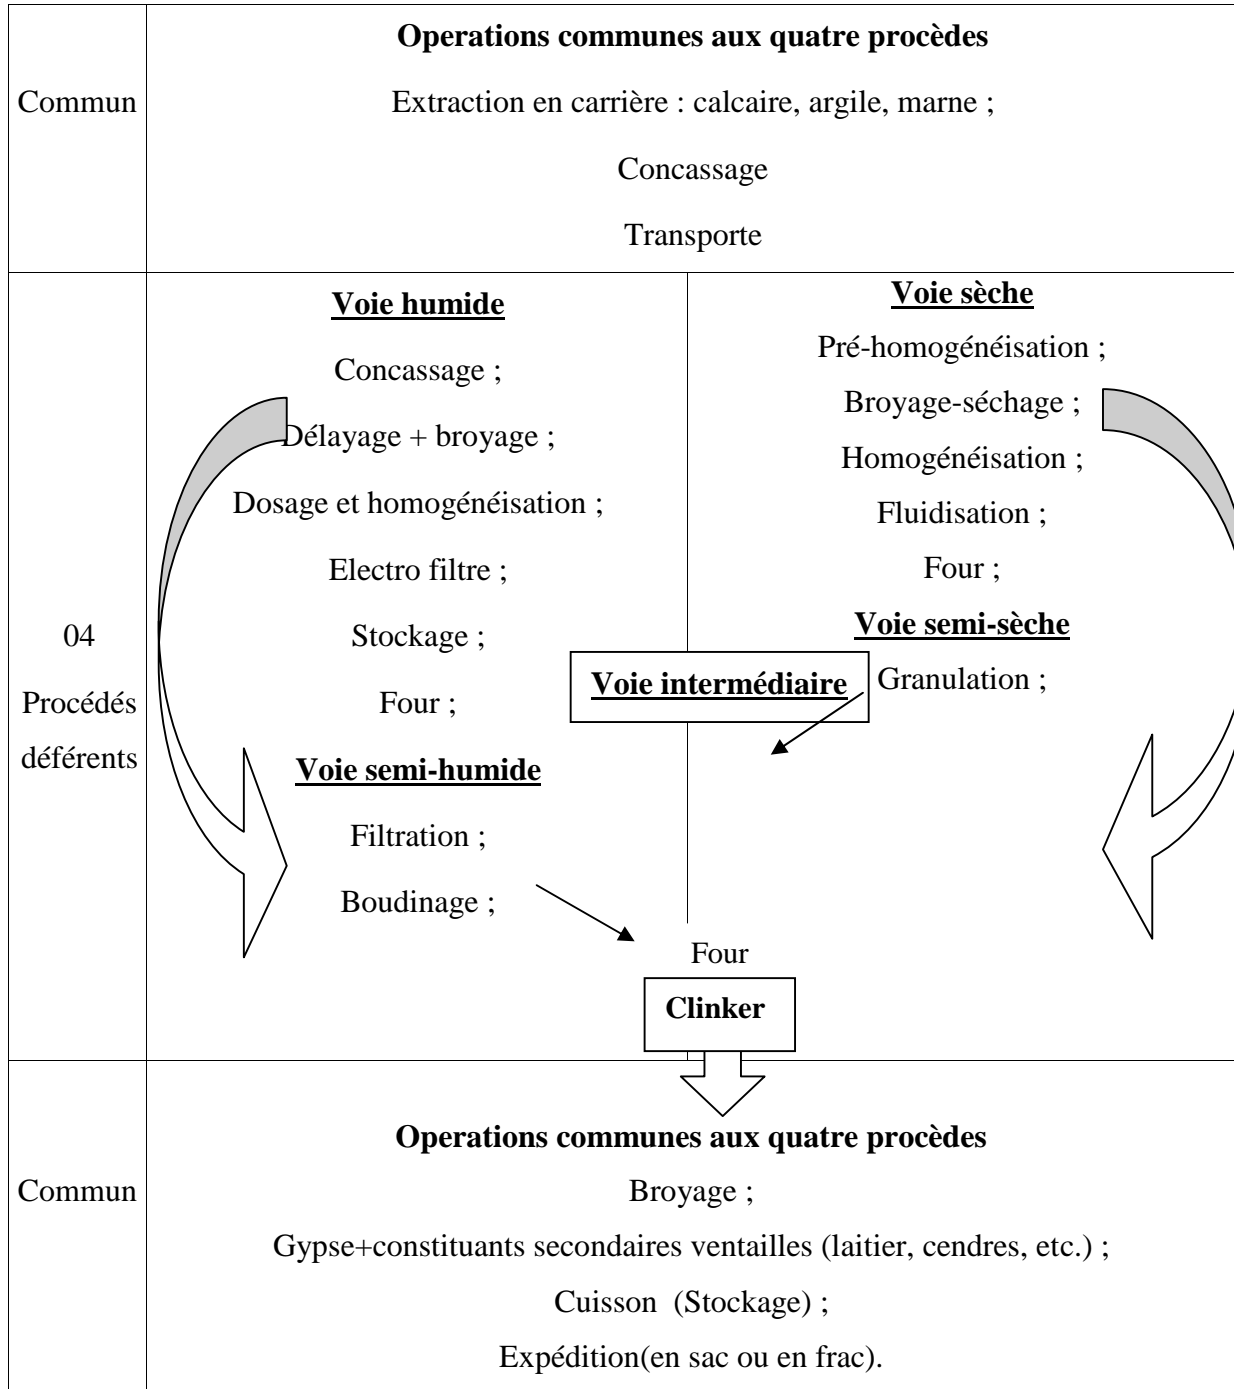 Operations communes aux quatre procèdes
Commun
Extraction en carrière : calcaire, argile, marne ;
Concassage
Transporte
04
Procédés
déférents
Voie humide
Concassage ;
Délayage + broyage ;
Dosage et homogénéisation ;
Electro filtre ;
Stockage ;
Four ;
Voie semi-humide
Filtration ;
Boudinage ;
Voie sèche
Pré-homogénéisation ;
Broyage-séchage ;
Homogénéisation ;
Fluidisation ;
Four ;
Voie semi-sèche
Granulation ;
Voie intermédiaire
Four
Clinker
Operations communes aux quatre procèdes
Commun
Broyage ;
Gypse+constituants secondaires ventailles (laitier, cendres, etc.) ;
Cuisson (Stockage) ;
Expédition(en sac ou en frac).